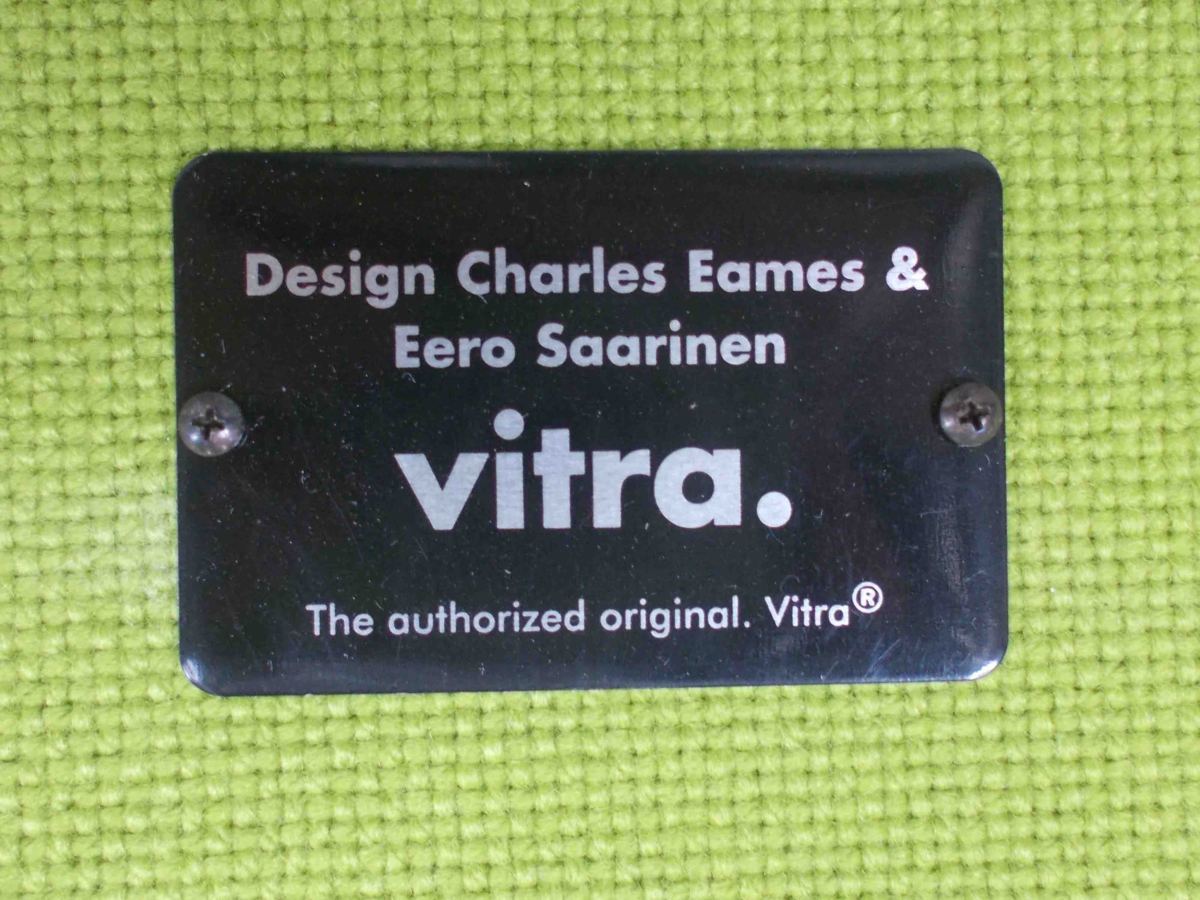 Design Charles Eames &
Eero Saarinen
vitra.
The authorized original. Vitra®